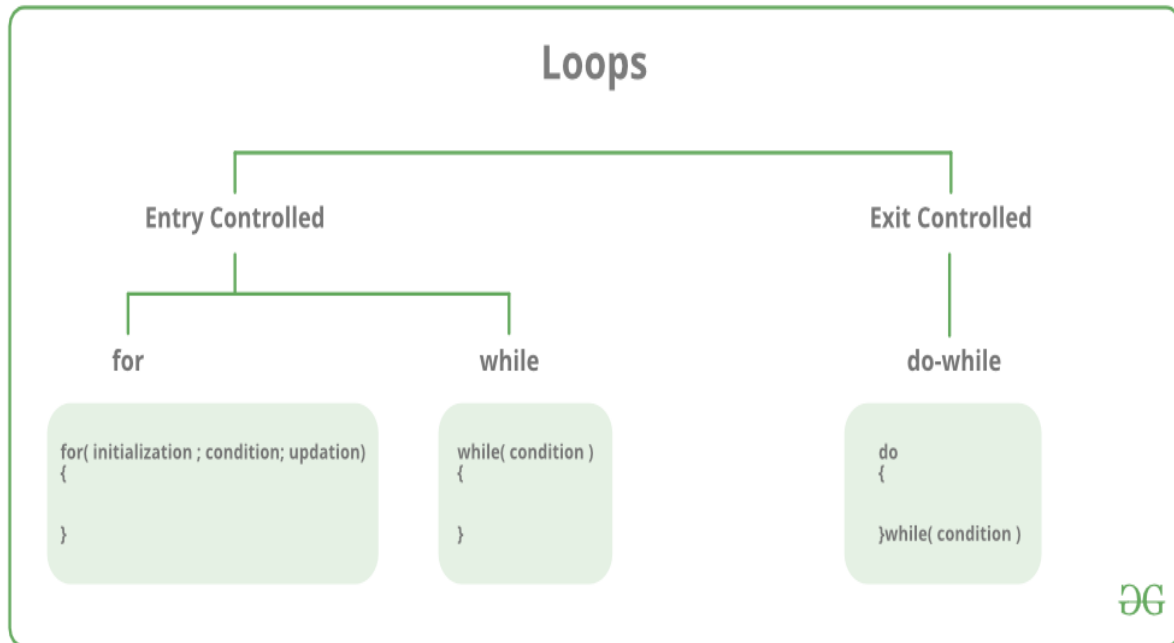 Loops
Entry Controlled
Exit Controlled
for
while
do-while
for( initialization ; condition; updation)
{
}
while( condition )
{
}
do
{
}while( condition )